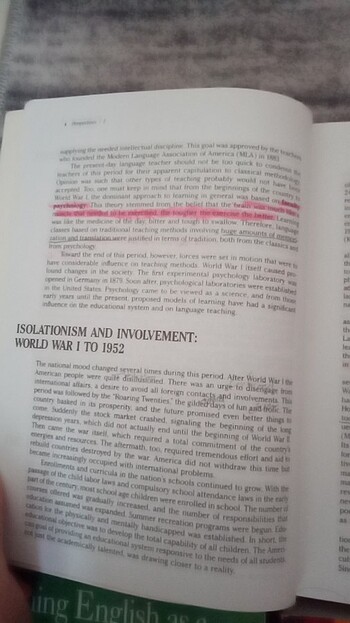 supplying the needed intellectual discipline. This goal was approved by the teachers
who founded the Modern Language Association of America (MLA) in 1883.
The present-day language teacher should not be too quick to condemn the
teachers of this period for their apparent capitulation to classical methodology.
Opinion was such that other types of teaching probably would not have been
accepted. Too, one must keep in mind that from the beginnings of the country to
World War I, the dominant approach to learning in general was based on
psychology. This theory stemmed from the belief that the
muscle that needed to be exercised, the tougher the exercise the better. Learning
was like the medicine of the day, bitter and tough to swallow. Therefore, language
classes based on traditional methods involving huge amounts of
zation and translation were justified in terms of tradition, both from the classics and
from psychology.
Toward the end of this period, however, forces were set in motion that were to
have considerable influence on teaching methods. World War I itself caused pro-
found changes in the society. The first experimental psychology laboratory was
opened in Germany in 1879. Soon after, psychological laboratories were established
in the United States. Psychology came to be viewed as a science, and from those
early years until the present, proposed models of learning have had a significant
influence on the educational system and on language teaching.
ISOLATIONISM AND INVOLVEMENT:
WORLD WAR I TO 1952
The national mood changed several times during this period. After World War I the
American people were quite disillusioned. There was an urge to disengage from
international affairs, a desire to avoid all foreign contacts and involvements. This
period was followed by the "Roaring Twenties," the gilded days of fun and frolic. The
country basked in its prosperity, and the future promised even better things to
come. Suddenly the stock market crashed, signaling the beginning of the long
depression years, which did not actually end until the beginning of World War II.
Then came the war itself, which required a total commitment of the country's
energies and resources. The aftermath, too, required tremendous effort and aid to
rebuild countries destroyed by the war. America did not withdraw this time but
became increasingly occupied with international problems.
Enrollments and curricula in the nation's schools continued to grow. With the
passage of the child labor laws and compulsory school attendance laws in the early
part of the century, most school age children were enrolled in school. The number of
courses offered was gradually increased, and the number of responsibilities that
education assumed was expanded. Summer recreation programs were begun. Edu-
cation for the physically and mentally handicapped was established. In short, the
educational objective was to develop the total capability of all children. The Ameri-
can goal of providing an educational system responsive to the needs of all students,
not just the academically talented, was drawing closer to a reality.
ing English as a